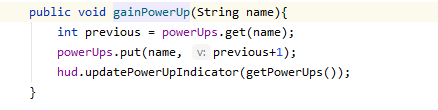 public void gainPowerUp(String name){
int previous = powerUps.get(name);
powerUps.put(name, v: previous+1);
hud.updatePowerUpIndicator(getPowerUps());
}